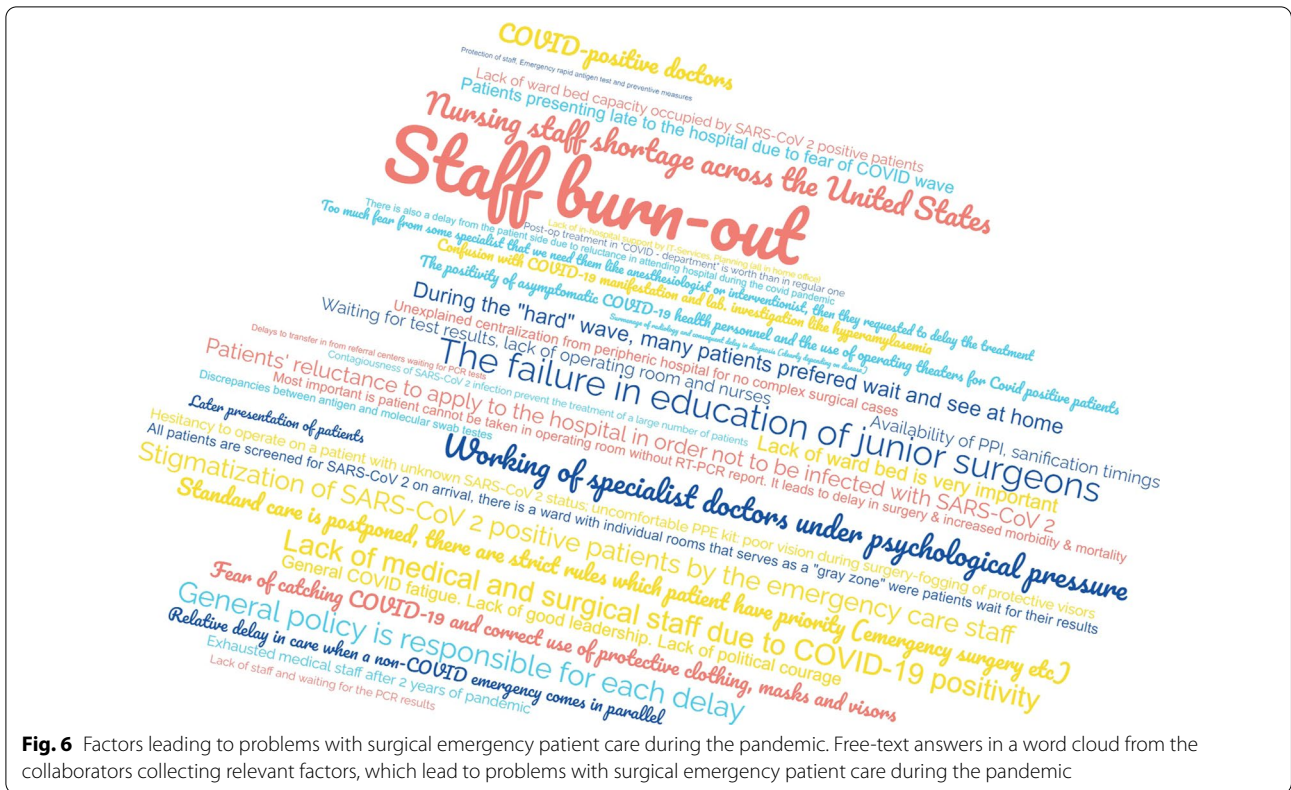 COVID-positive doctors
Protection of staff, Emergency rapid antigen test and preventive measures
Lack of ward bed capacity occupied by SARS-CoV 2 positive patients
Patients presenting late to the hospital due to fear of COVID wave
Nursing staff shortage across the United States
Staff burn-out
Lack of in-hospital support by IT-Services, Planning (all in home office)
Post-op treatment in "COVID - department" is worth than in regular one
There is also a delay from the patient side due to reluctance in attending hospital during the covid pandemic
Too much fear from some specialist that we need them like anesthesiologist or interventionist, then they requested to delay the treatment
Confusion with COVID-19 manifestation and lab. investigation like hyperamylasemia
The positivity of asymptomatic COVID-19 health personnel and the use of operating theaters for Covid positive patients
of radiology and consequent delay in diagnosis (clearly depending on disease)
During the "hard" wave, many patients prefered wait and see at home
Unexplained centralization from peripheric hospital for no complex surgical cases
Waiting for test results, lack of operating room and nurses
The failure in education of junior surgeons
Availability of PPI, sanification timings
Delays to transfer in from referral centers waiting for PCR tests
Contagiousness of SARS-CoV 2 infection prevent the treatment of a large number of patients
Patients' reluctance to apply to the hospital in order not to be infected with SARS-CoV 2
Lack of ward bed is very important
Most important is patient cannot be taken in operating room without RT-PCR report. It leads to delay in surgery & increased morbidity & mortality
Discrepancies between antigen and molecular swab testes
Working of specialist doctors under psychological pressure
Later presentation of patients
Hesitancy to operate on a patient with unknown SARS-CoV 2 status; uncomfortable PPE kit: poor vision during surgery-fogging of protective visors
All patients are screened for SARS-CoV 2 on arrival, there is a ward with individual rooms that serves as a "gray zone" were patients wait for their results
Stigmatization of SARS-CoV 2 positive patients by the emergency care staff
Standard care is postponed, there are strict rules which patient have priority (emergency surgery etc.)
Lack of medical and surgical staff due to COVID-19 positivity
General COVID fatigue. Lack of good leadership. Lack of political courage
Fear of catching COVID-19 and correct use of protective clothing, masks and visors
General policy is responsible for each delay
Relative delay in care when a non-COVID emergency comes in parallel
Exhausted medical staff after 2 years of pandemic
Lack of staff and waiting for the PCR results
Fig. 6 Factors leading to problems with surgical emergency patient care during the pandemic. Free-text answers in a word cloud from the
collaborators collecting relevant factors, which lead to problems with surgical emergency patient care during the pandemic